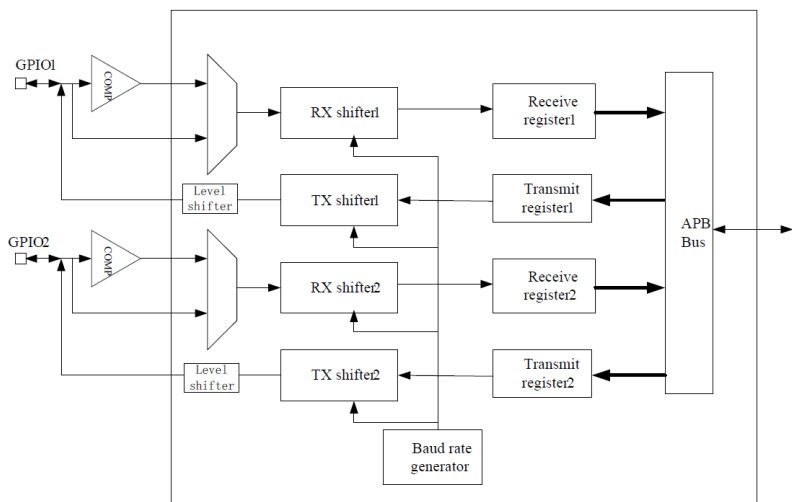 GPIO1
COMP
RX shifter1
Receive
register1
Level
shifter
TX shifter1
Transmit
register1
APB
Bus
GPIO2
COMP
RX shifter2
Receive
register2
Level
shifter
TX shifter2
Transmit
register2
Baud rate
generator